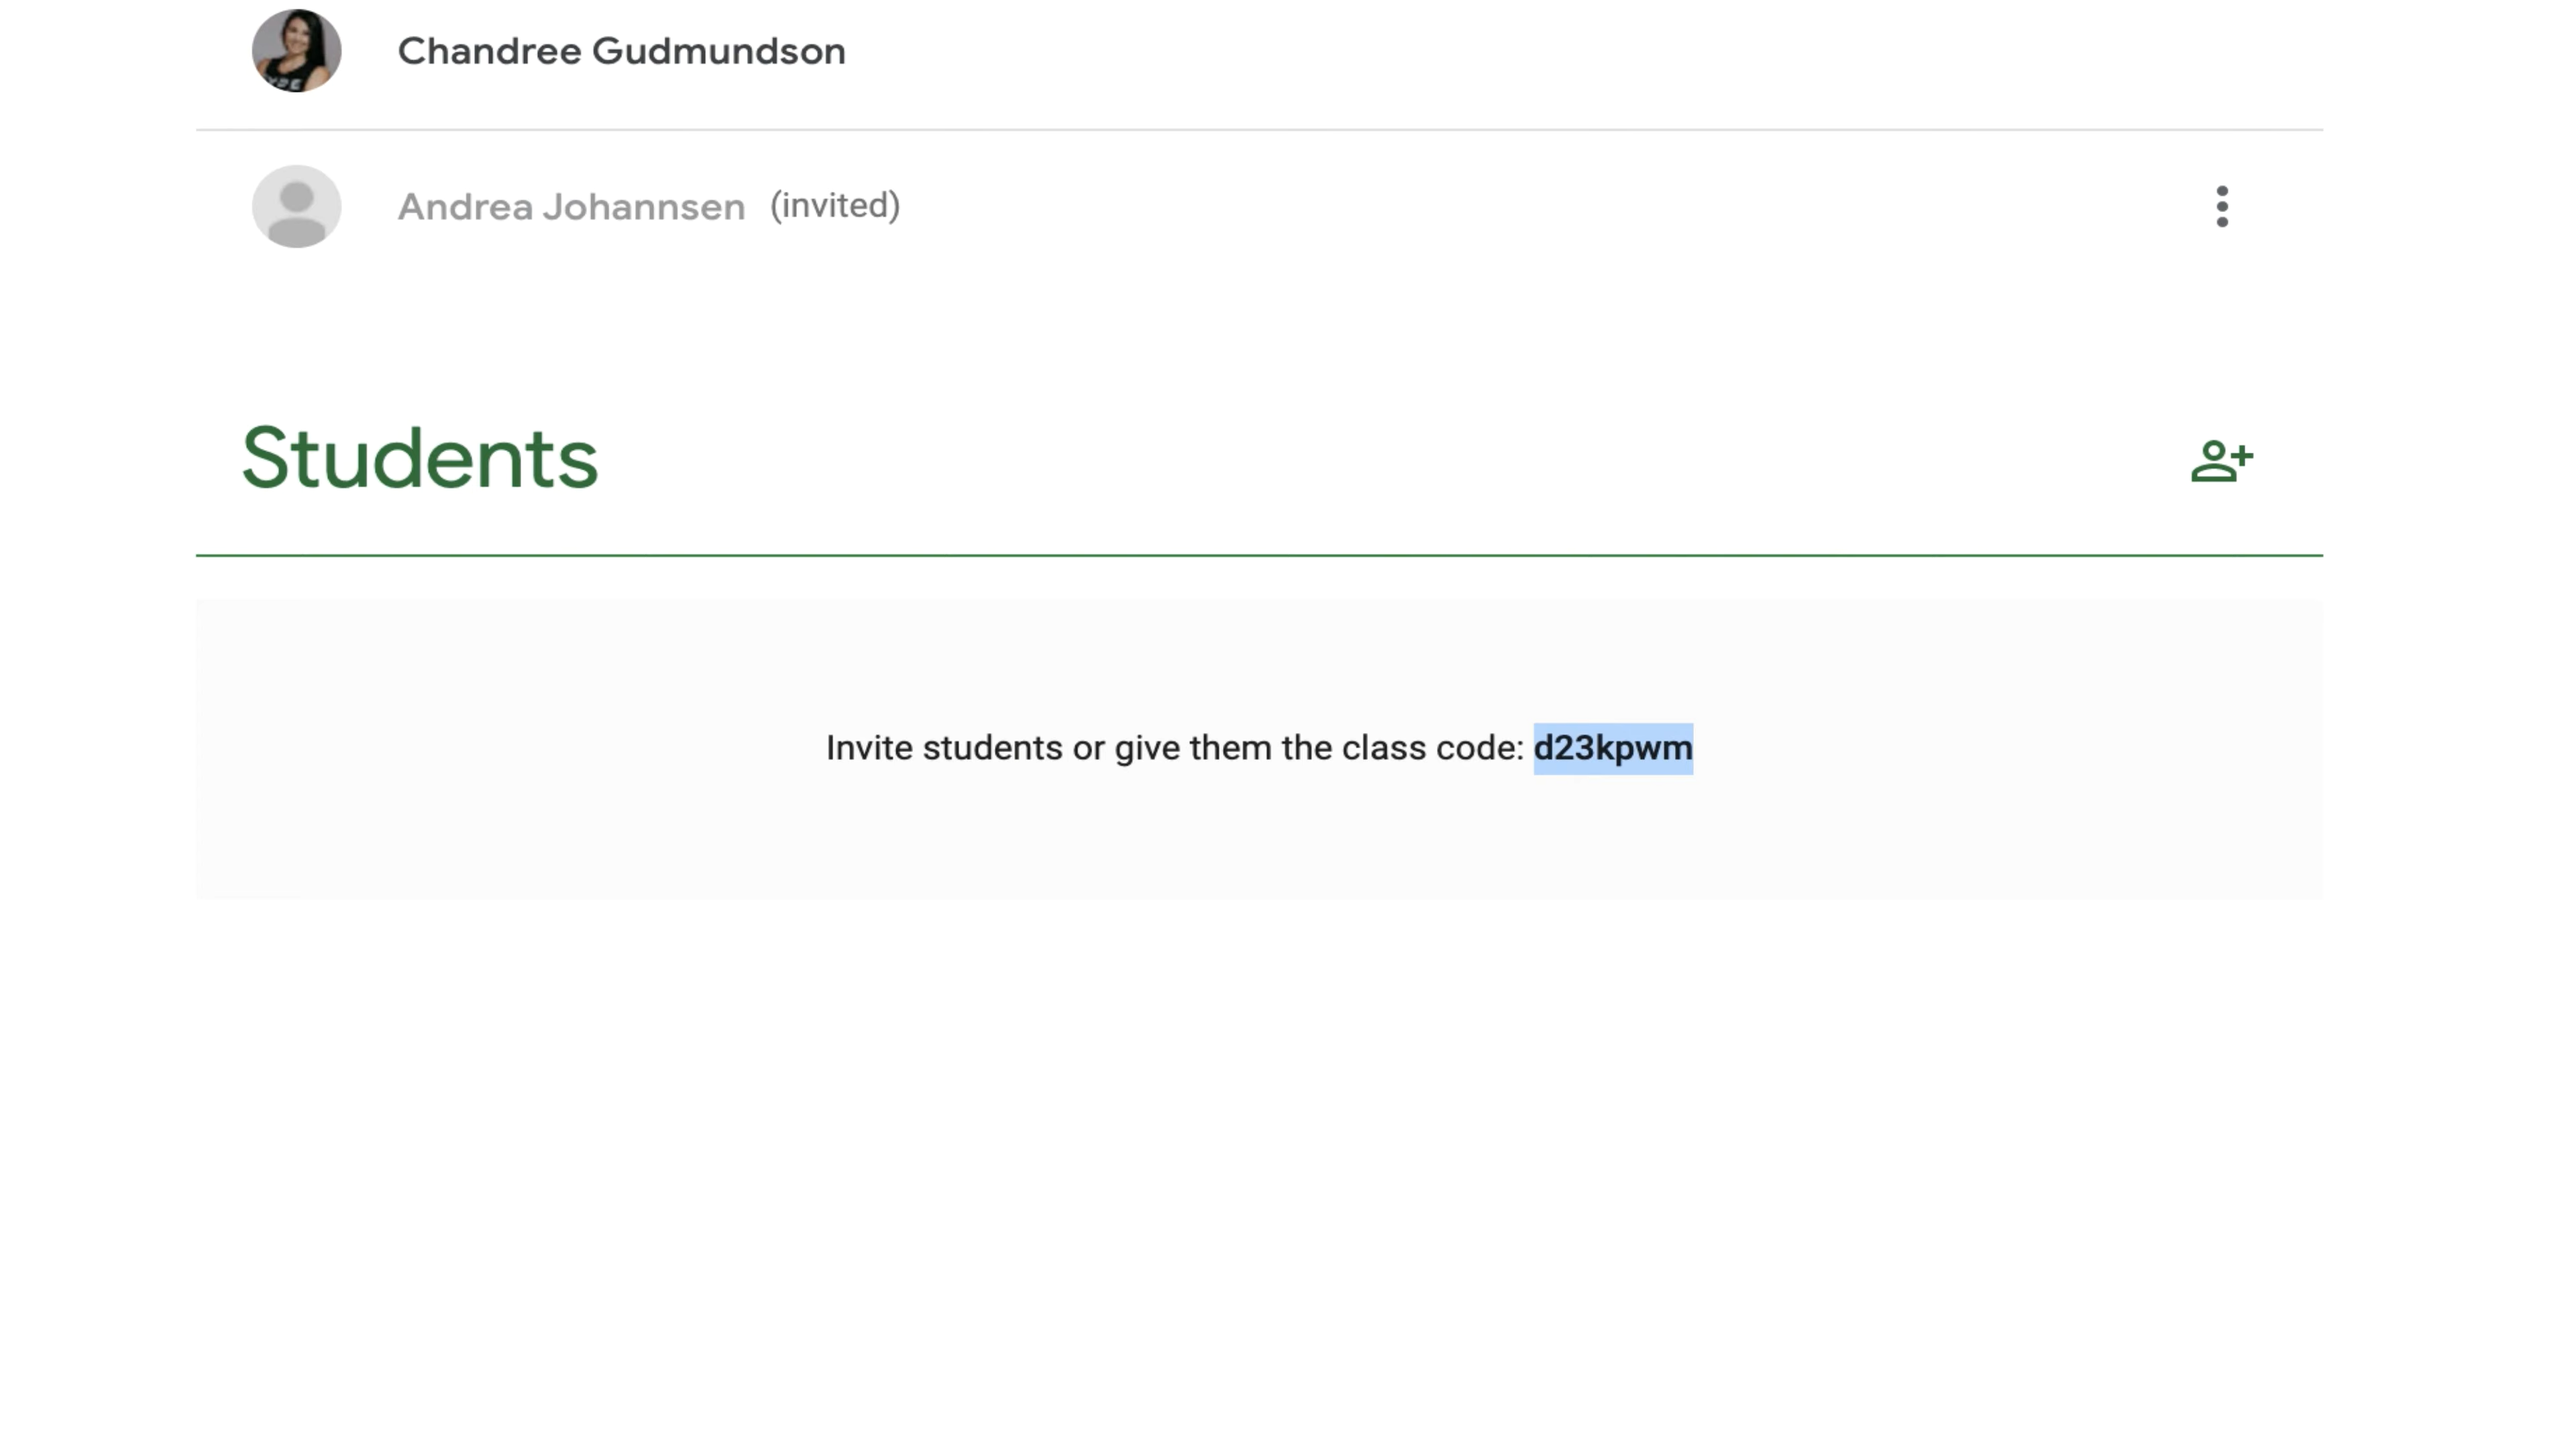 Chandree Gudmundson
Andrea Johannsen (invited)
Students
Invite students or give them the class code: d23kpwm